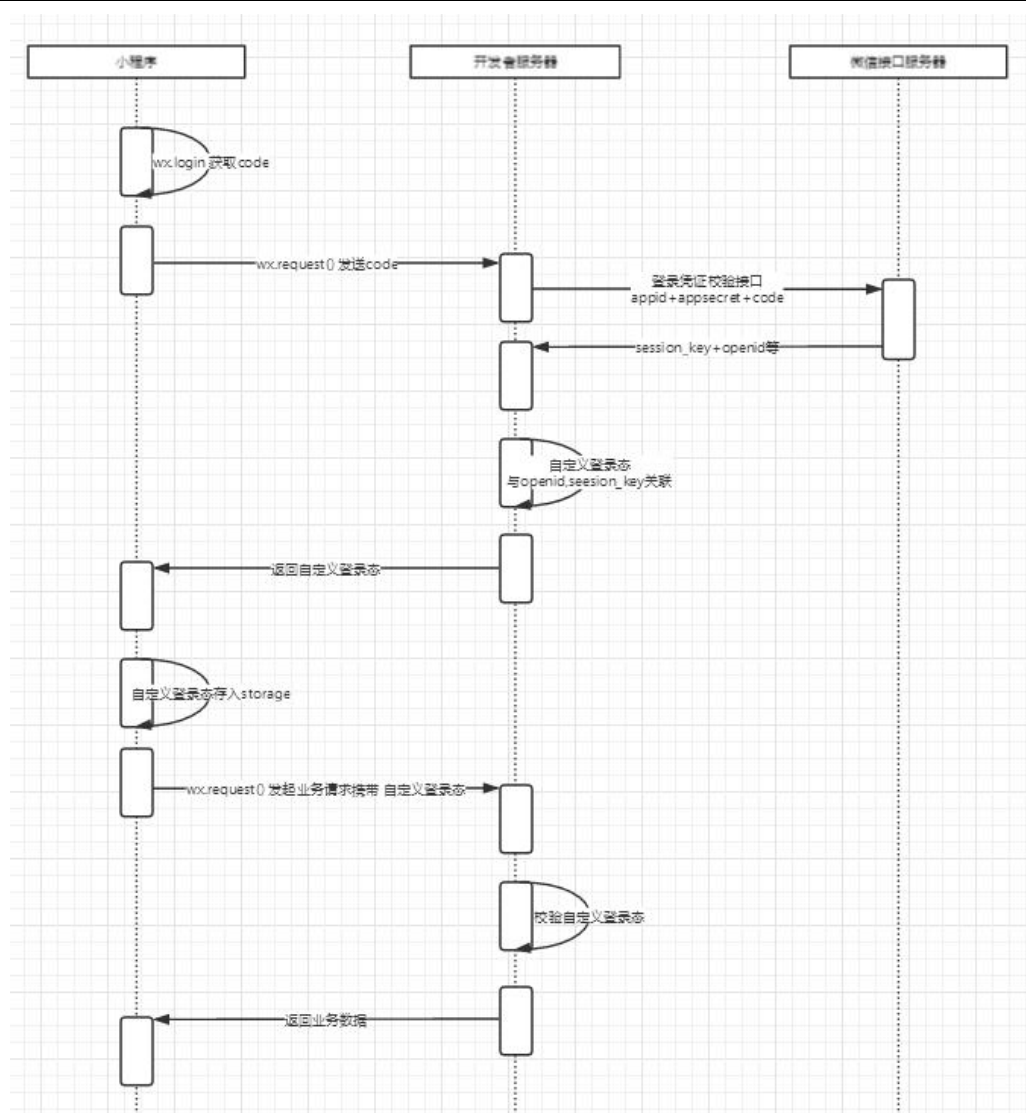 小程序
开发者服务器
微信接口服务器
wx.login 获取code
wx.request() 发送code
登录凭证校验接口
appid+appsecret+code
session_key+openid等
自定义登录态
与openid,seesion_key关联
返回自定义登录态
自定义登录态存入storage
wx.request() 发起业务请求携带 自定义登录态
校验自定义登录态
返回业务数据